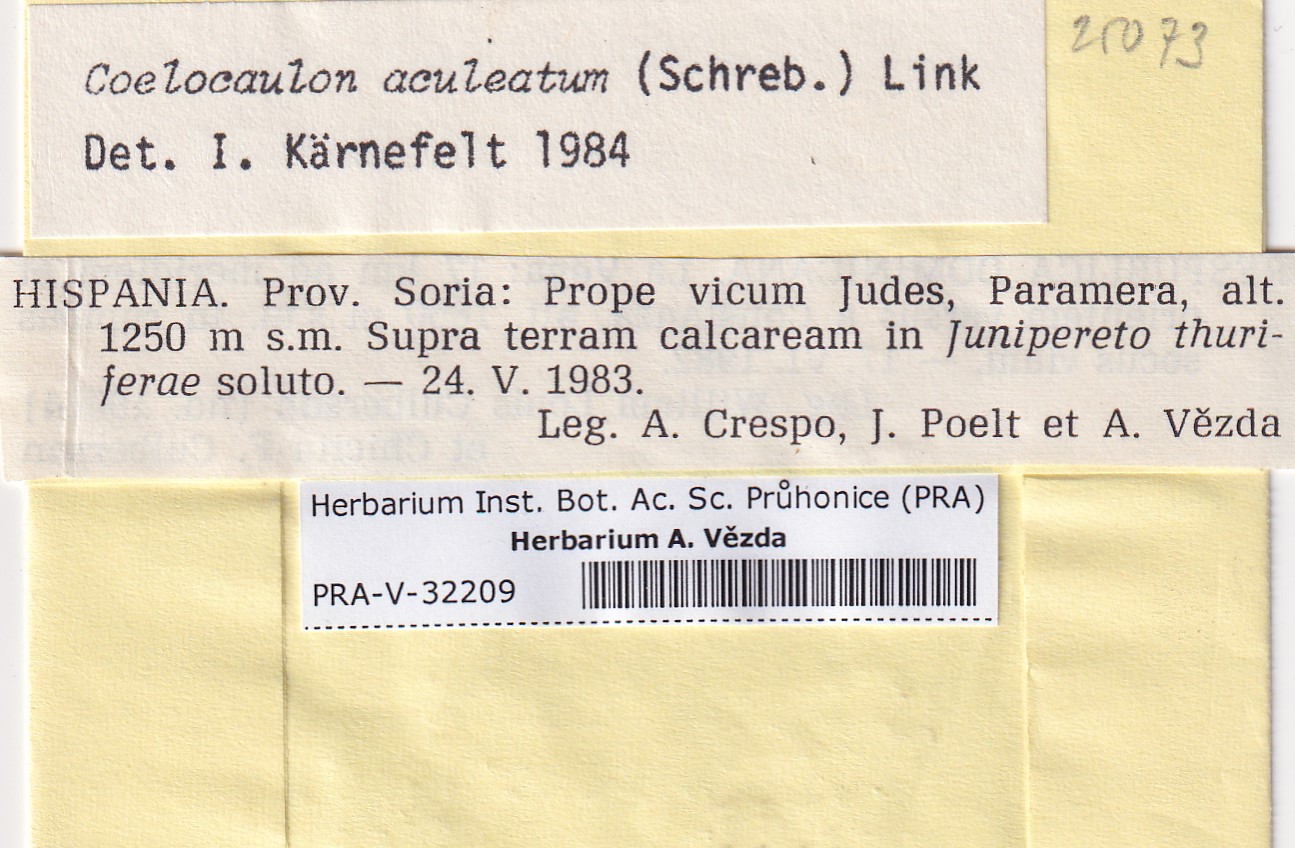 25073
Coelocaulon aculeatum (Schreb.) Link
Det. I. Kärnefelt 1984
HISPANIA. Prov. Soria: Prope vicum Judes, Paramera, alt.
1250 m s.m. Supra terram calcaream in Junipereto thuri-
ferae soluto. — 24. V. 1983.
Leg. A. Crespo, J. Poelt et A. Vězda
Herbarium Inst. Bot. Ac. Sc. Průhonice (PRA)
Herbarium A. Vězda
PRA-V-32209